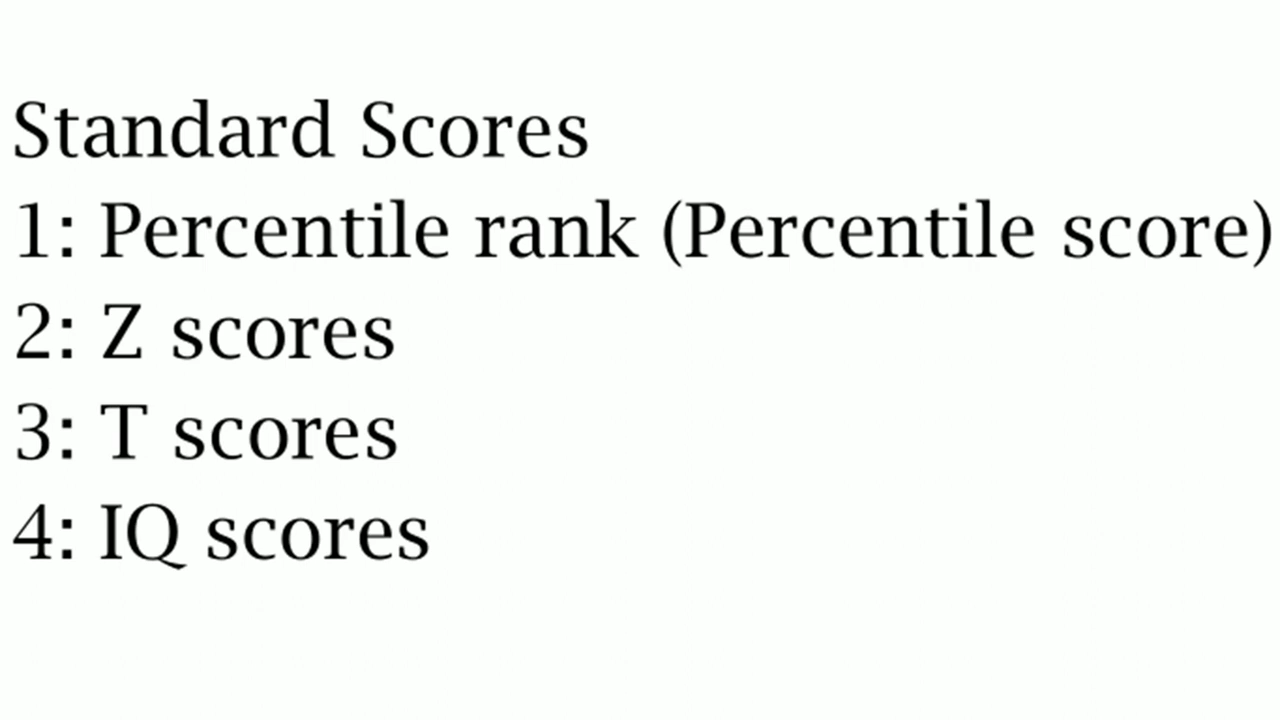 Standard Scores
1: Percentile rank (Percentile score)
2: Z scores
3: T scores
4: IQ scores